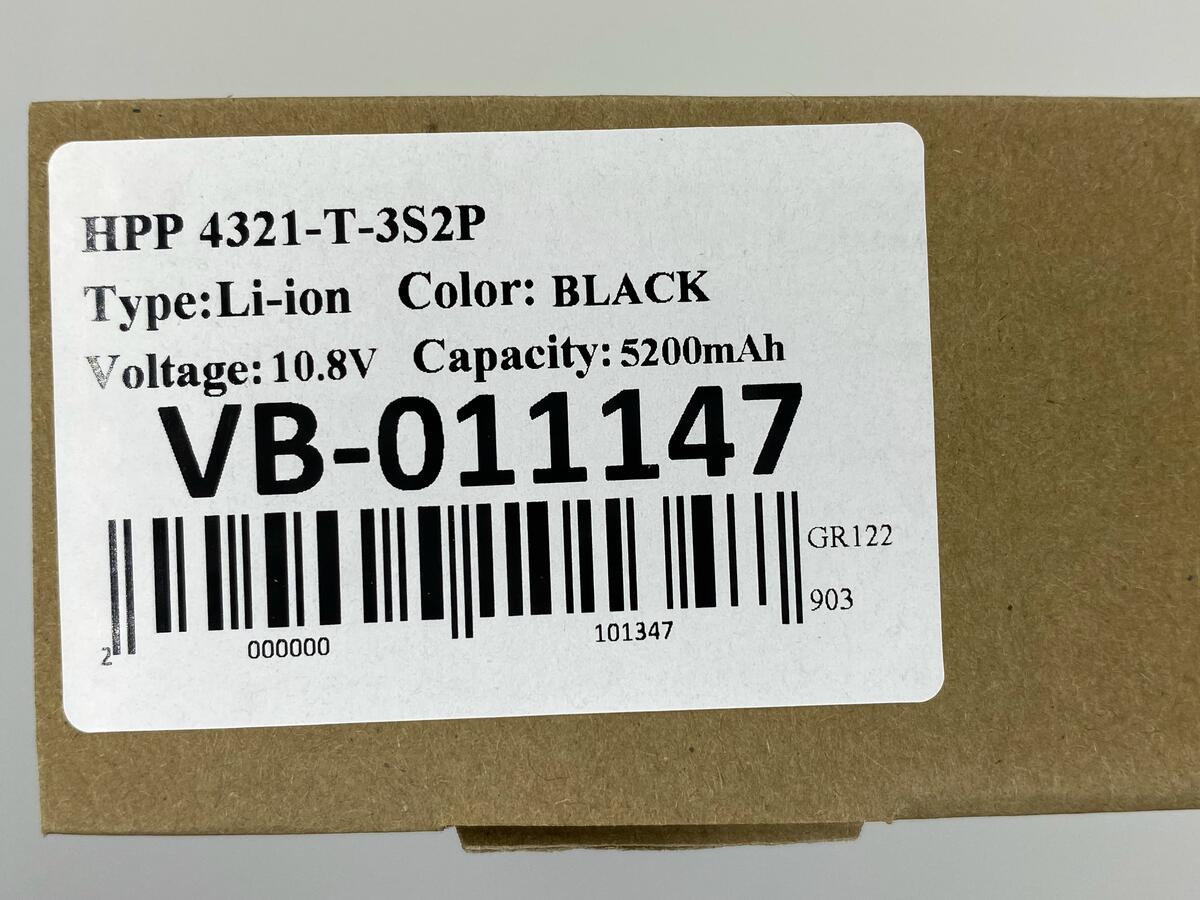 HPP 4321-T-3S2P
Type:Li-ion Color: BLACK
Voltage: 10.8V Capacity: 5200mAh
VB-011147
GR122
903
2 000000 101347